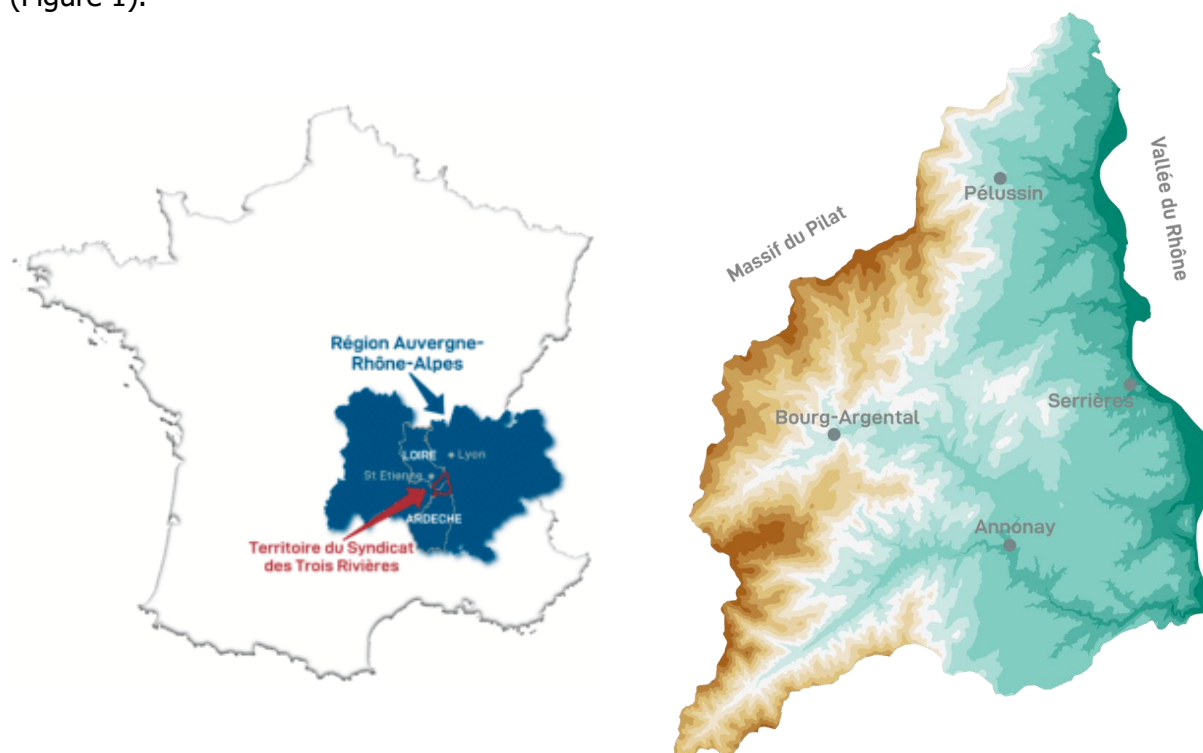 (Figure 1).
Région Auvergne-
Rhône-Alpes
LOIRE
Lyon
St Etienne
ARDECHE
Territoire du Syndicat
des Trois Rivières
Massif du Pilat
Vallée du Rhône
Pélussin
Serrières
Bourg-Argental
Annonay